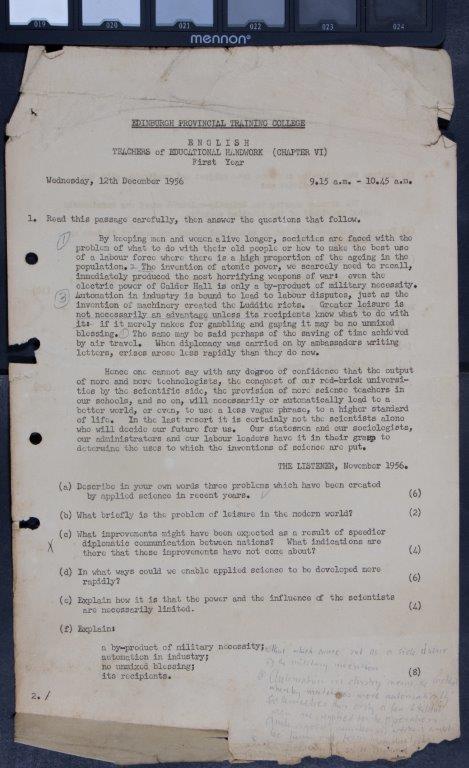 019 020 021 022 023 024
mennon
EDINBURGH PROVINCIAL TRAINING COLLEGE
ENGLISH
TEACHERS of EDUCATIONAL HANDWORK (CHAPTER VI)
First Year
Wednesday, 12th December 1956 9.15 a.m. - 10.45 a.m.
1. Read this passage carefully, then answer the questions that follow.
By keeping men and women alive longer, societies are faced with the
problem of what to do with their old people or how to make the best use
of a labour force where there is a high proportion of the ageing in the
population. The invention of atomic power, we scarcely need to recall,
immediately produced the most horrifying weapons of war: even the
electric power of Calder Hall is only a by-product of military necessity.
Automation in industry is bound to lead to labour disputes, just as the
invention of machinery created the Luddite riots. Greater leisure is
not necessarily an advantage unless its recipients know what to do with
it: if it merely makes for gambling and gaping it may be no unmixed
blessing. The same may be said perhaps of the saving of time achieved
by air travel. When diplomacy was carried on by ambassadors writing
letters, crises arose less rapidly than they do now.
Hence one cannot say with any degree of confidence that the output
of more and more technologists, the conquest of our red-brick universi-
ties by the scientific side, the provision of more science teachers in
our schools, and so on, will necessarily or automatically lead to a
better world, or even, to use a less vague phrase, to a higher standard
of life. In the last resort it is certainly not the scientists alone
who will decide our future for us. Our statesmen and our sociologists,
our administrators and our labour leaders have it in their grasp to
determine the uses to which the inventions of science are put.
THE LISTENER, November 1956.
(a) Describe in your own words three problems which have been created
by applied science in recent years. (6)
(b) What briefly is the problem of leisure in the modern world? (2)
(c) What improvements might have been expected as a result of speedier
diplomatic communication between nations? What indications are
there that these improvements have not come about? (4)
(d) In what ways could we enable applied science to be developed more
rapidly? (6)
(e) Explain how it is that the power and the influence of the scientists
are necessarily limited. (4)
(f) Explain:
a by-product of military necessity;
automation in industry;
no unmixed blessing;
its recipients. (8)
2./